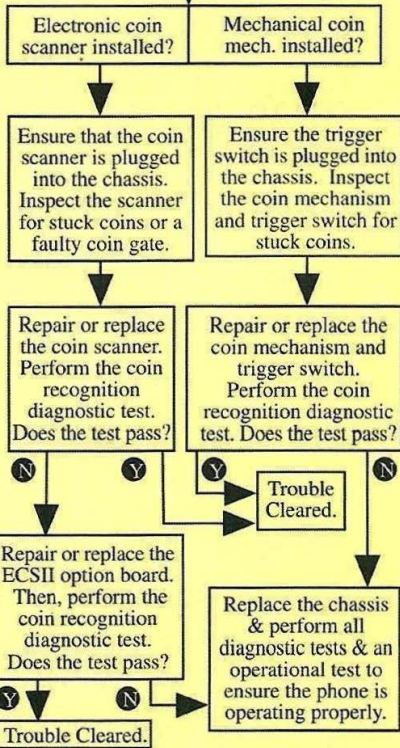 Electronic coin
scanner installed?
Mechanical coin
mech. installed?
Ensure that the coin
scanner is plugged
into the chassis.
Inspect the scanner
for stuck coins or a
faulty coin gate.
Ensure the trigger
switch is plugged into
the chassis. Inspect
the coin mechanism
and trigger switch for
stuck coins.
Repair or replace
the coin scanner.
Perform the coin
recognition
diagnostic test.
Does the test pass?
Repair or replace the
coin mechanism and
trigger switch.
Perform the coin
recognition diagnostic
test. Does the test pass?
N
Y
Y
N
Trouble
Cleared.
Repair or replace the
ECSII option board.
Then, perform the
coin recognition
diagnostic test.
Does the test pass?
Replace the chassis
& perform all
diagnostic tests & an
operational test to
ensure the phone is
operating properly.
Y
N
Trouble Cleared.